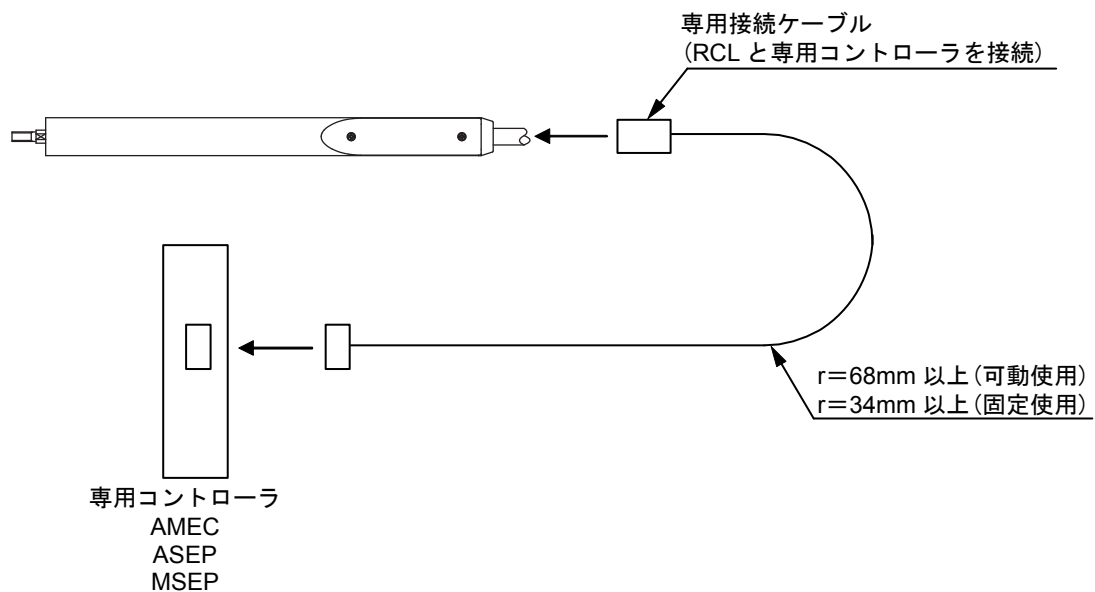 専用接続ケーブル
(RCL と専用コントローラを接続)
r＝68mm 以上(可動使用)
r＝34mm 以上(固定使用)
専用コントローラ
AMEC
ASEP
MSEP